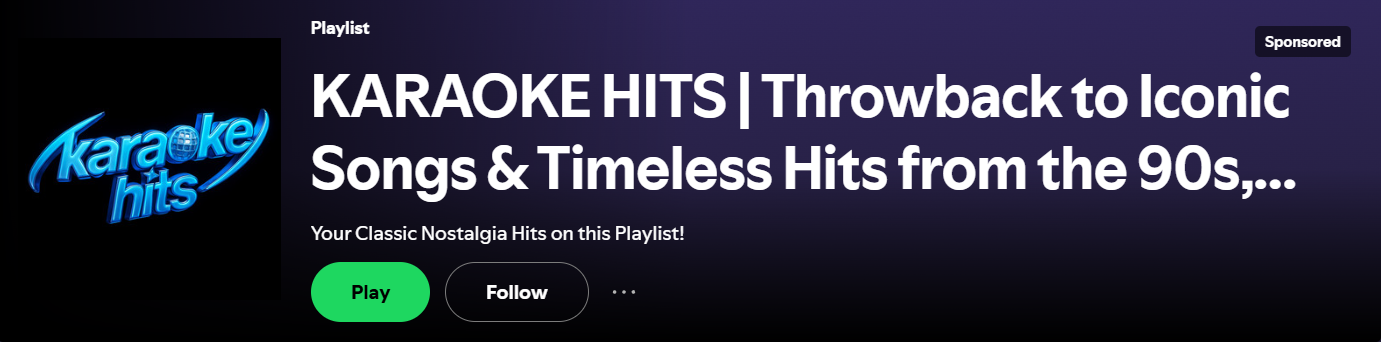 Playlist
Sponsored
KARAOKE HITS | Throwback to Iconic
Songs & Timeless Hits from the 90s,...
karaoke
hits
Your Classic Nostalgia Hits on this Playlist!
Play
Follow